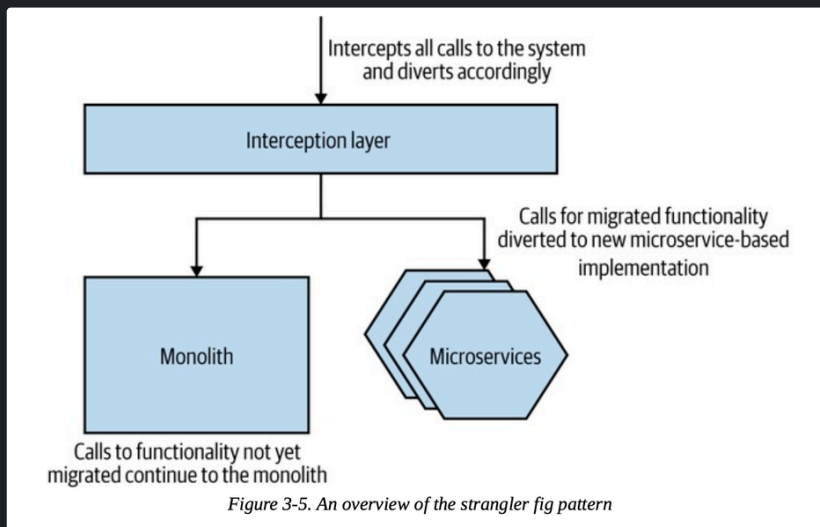 Intercepts all calls to the system
and diverts accordingly
Interception layer
Calls for migrated functionality
diverted to new microservice-based
implementation
Monolith
Microservices
Calls to functionality not yet
migrated continue to the monolith
Figure 3-5. An overview of the strangler fig pattern